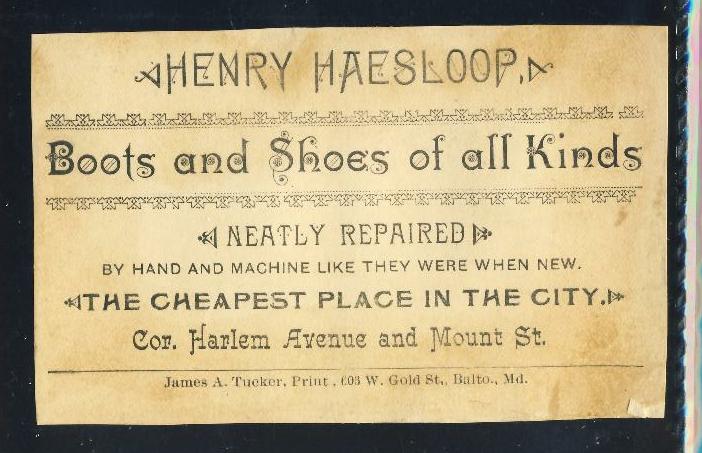 HENRY HAESLOOP,
Boots and Shoes of all Kinds
NEATLY REPAIRED
BY HAND AND MACHINE LIKE THEY WERE WHEN NEW.
THE CHEAPEST PLACE IN THE CITY.
Cor. Harlem Avenue and Mount St.
James A. Tucker, Print, 603 W. Gold St., Balto., Md.